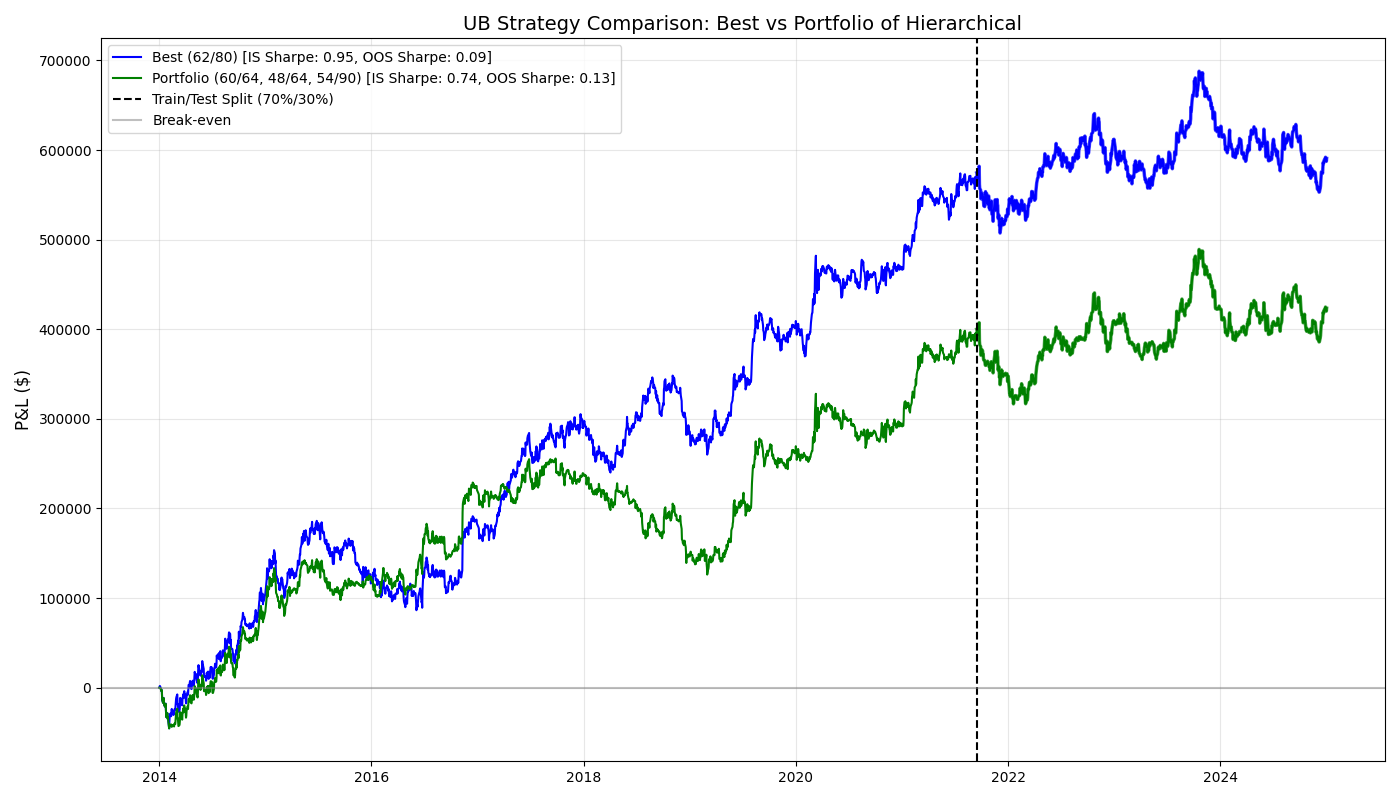 UB Strategy Comparison: Best vs Portfolio of Hierarchical
Best (62/80) [IS Sharpe: 0.95, OOS Sharpe: 0.09]
Portfolio (60/64, 48/64, 54/90) [IS Sharpe: 0.74, OOS Sharpe: 0.13]
Train/Test Split (70%/30%)
Break-even
P&L ($)
700000
600000
500000
400000
300000
200000
100000
0
2014
2016
2018
2020
2022
2024